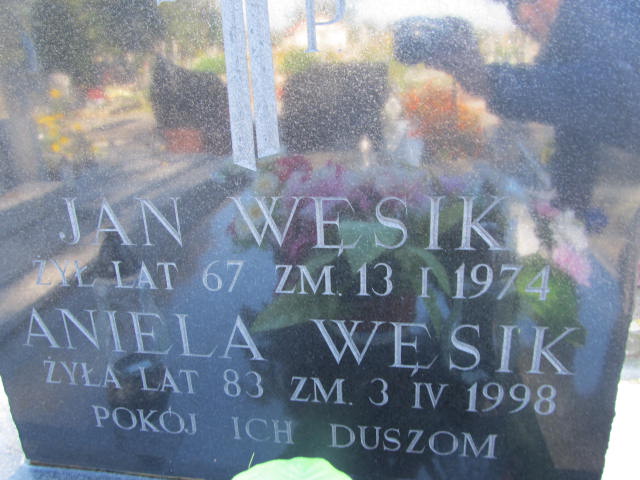 JAN WĘSIK
ŻYŁ LAT 67 ZM. 13 I 1974
ANIELA WĘSIK
ŻYŁA LAT 83 ZM. 3 IV 1998
POKÓJ ICH DUSZOM